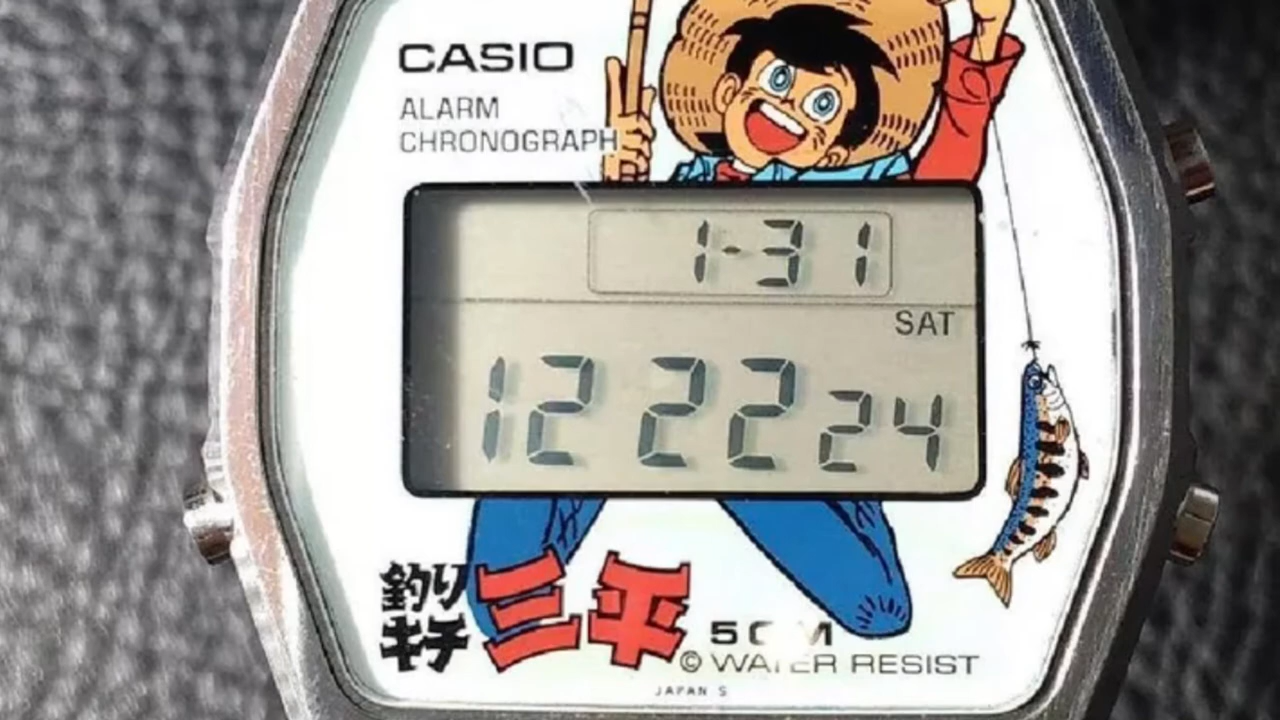 CASIO
ALARM
CHRONOGRAPH
1-31
SAT
12 22 24
釣り
キチ
三平
50M
© WATER RESIST
JAPAN S